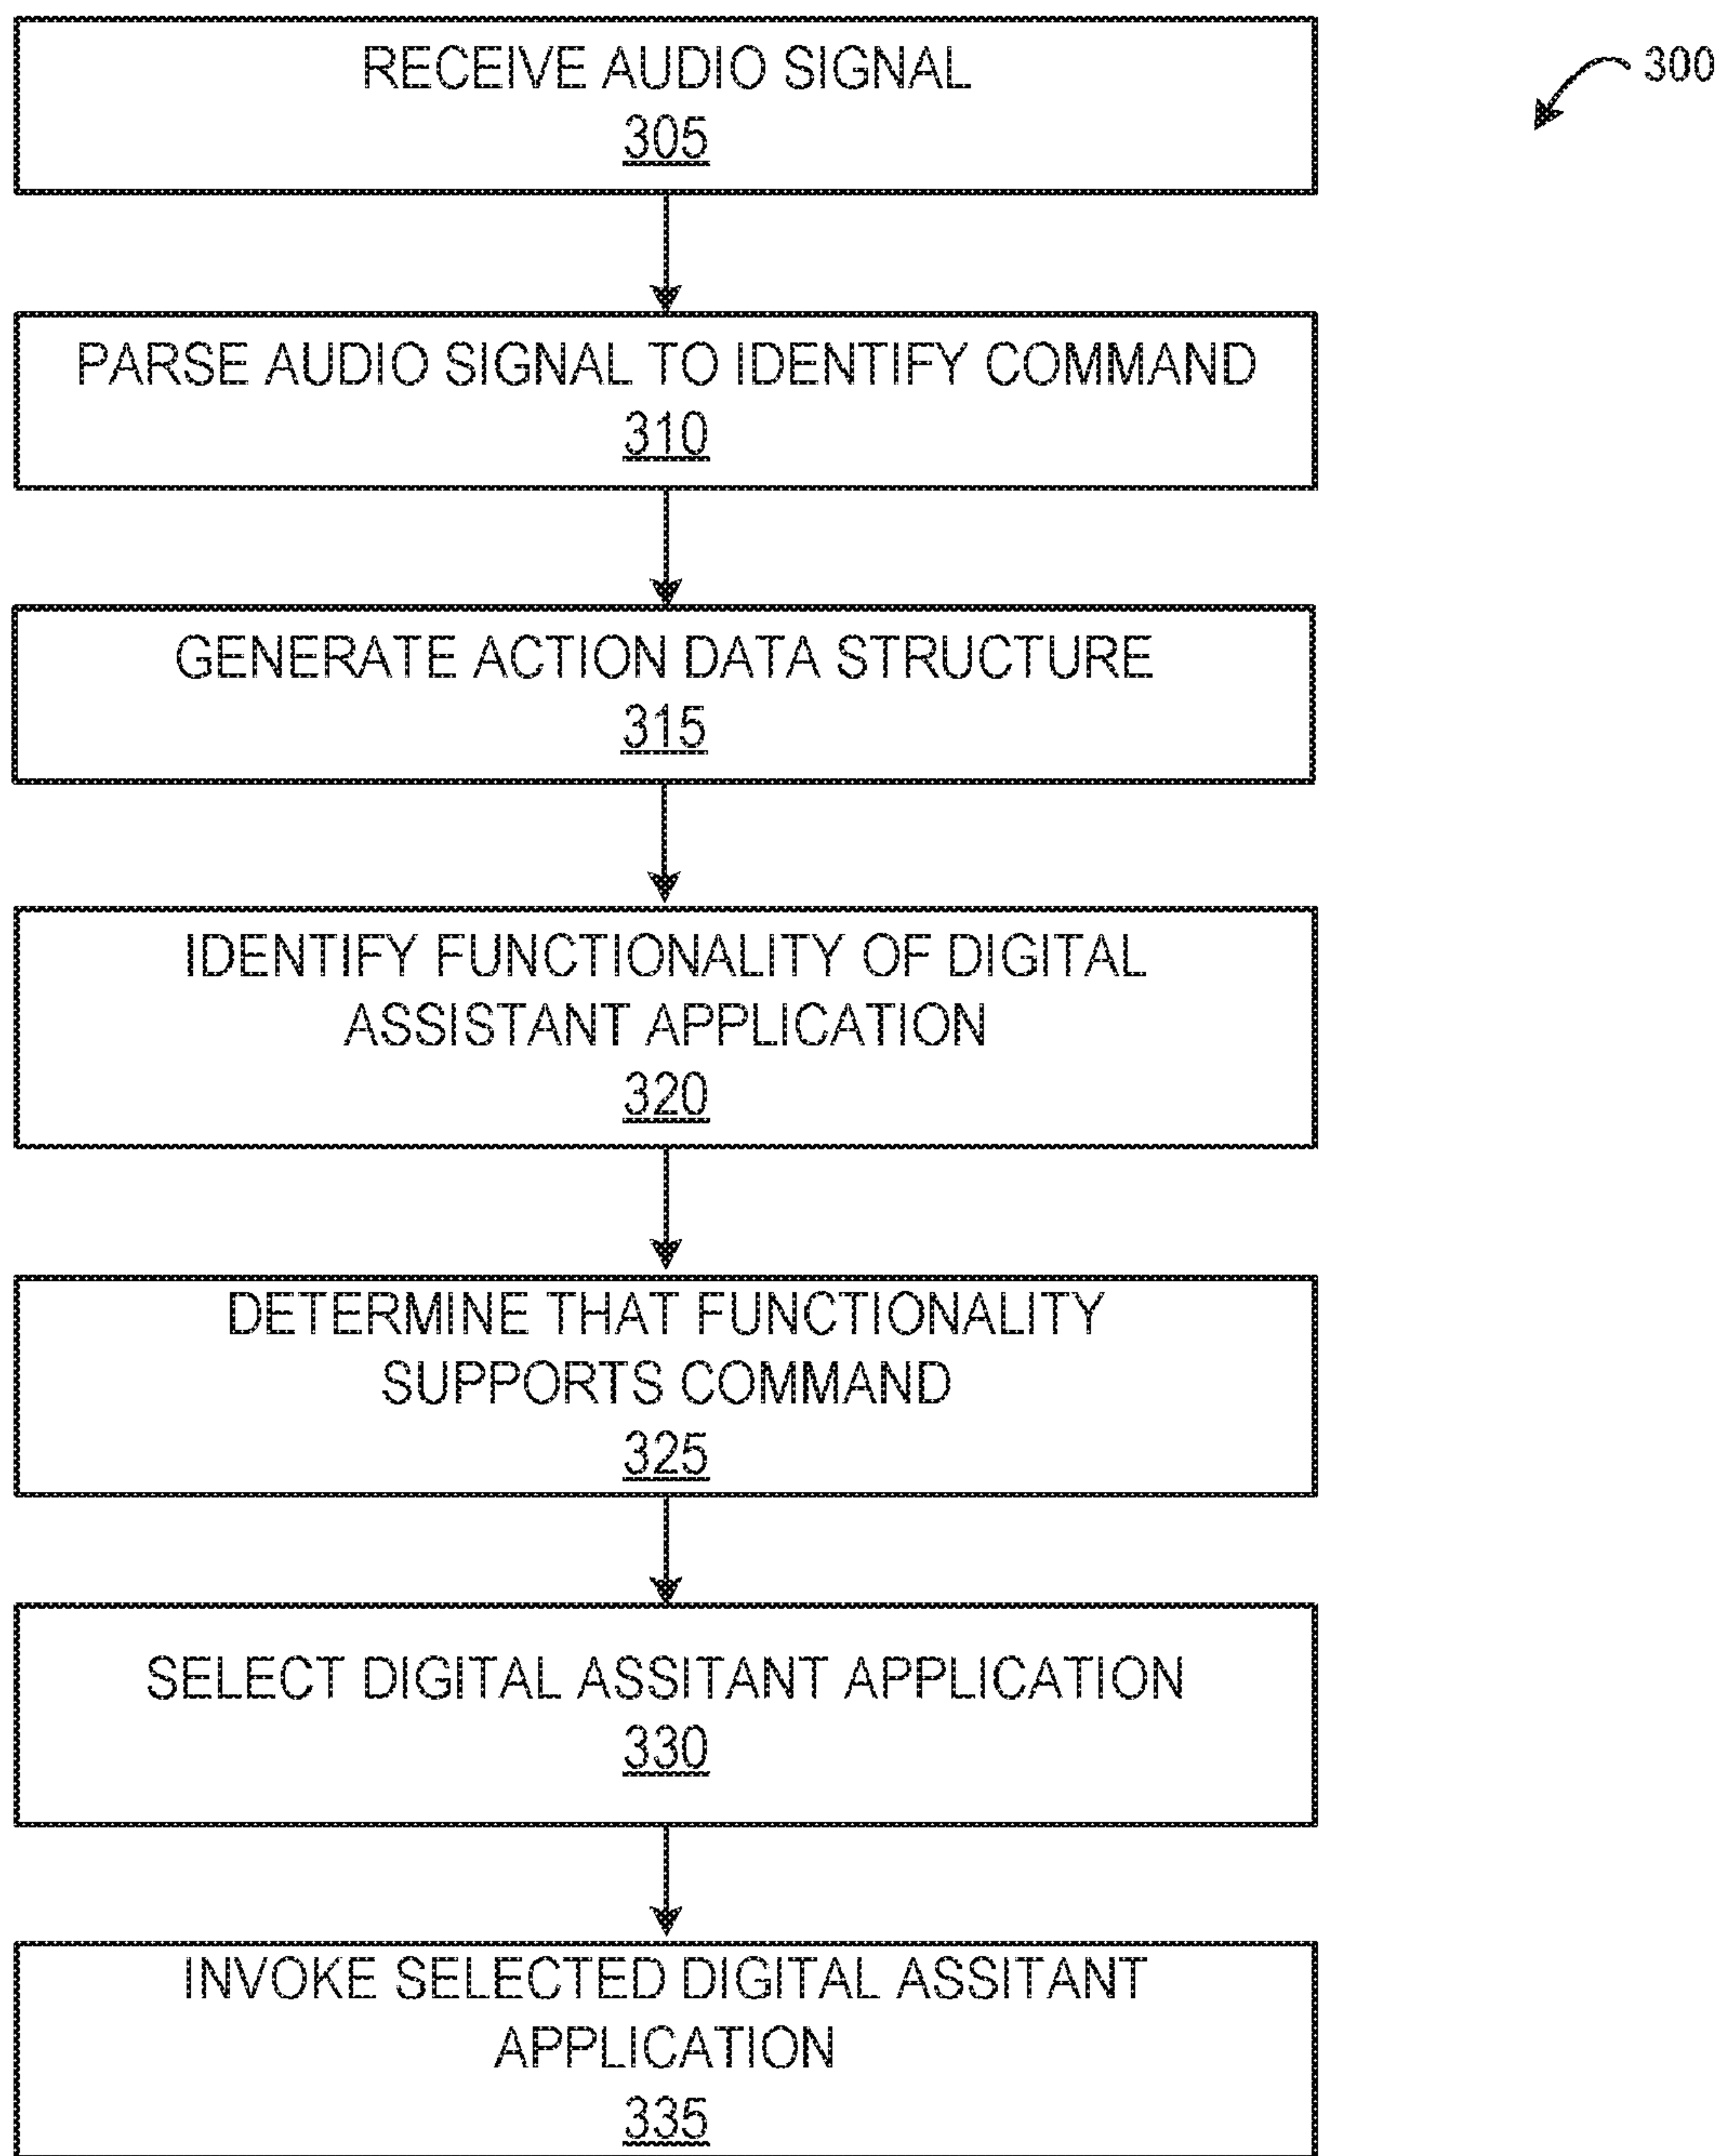 RECEIVE AUDIO SIGNAL
305
300
PARSE AUDIO SIGNAL TO IDENTIFY COMMAND
310
GENERATE ACTION DATA STRUCTURE
315
IDENTIFY FUNCTIONALITY OF DIGITAL
ASSISTANT APPLICATION
320
DETERMINE THAT FUNCTIONALITY
SUPPORTS COMMAND
325
SELECT DIGITAL ASSITANT APPLICATION
330
INVOKE SELECTED DIGITAL ASSITANT
APPLICATION
335